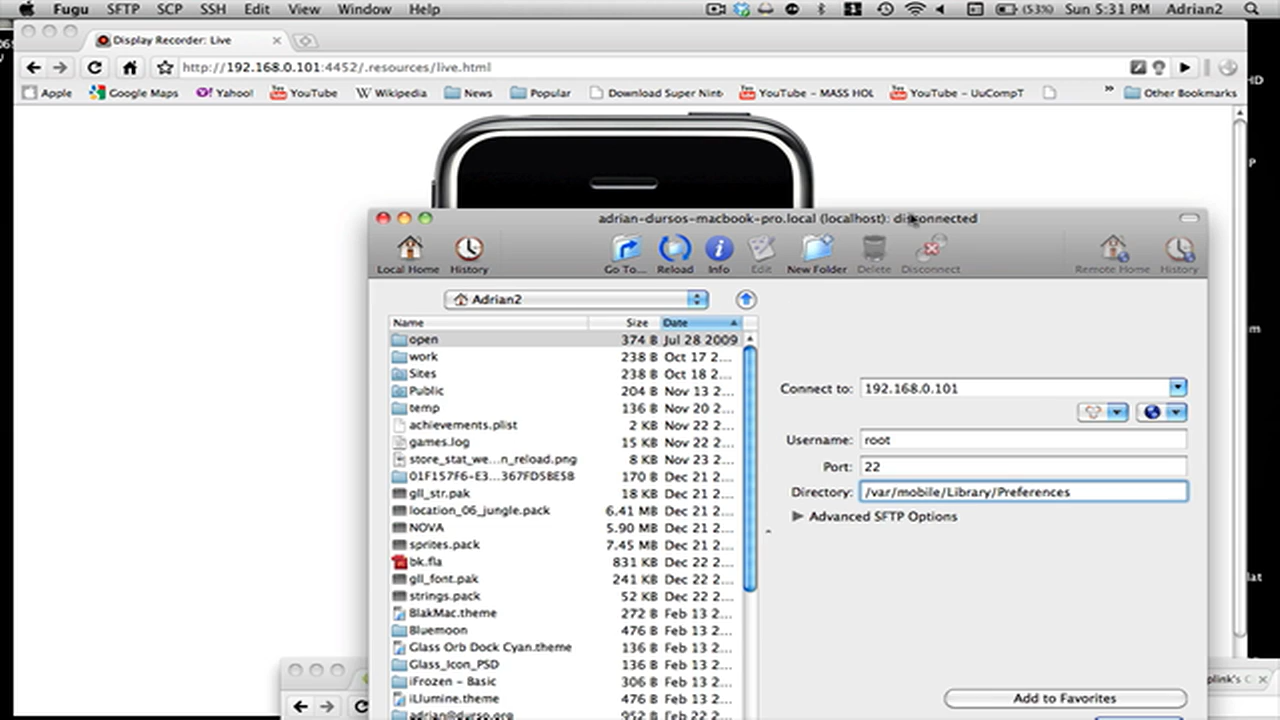 Fugu SFTP SCP SSH Edit View Window Help (53%) Sun 5:31 PM Adrian2
Display Recorder: Live
http://192.168.0.101:4452/.resources/live.html
Apple Google Maps Yahoo! YouTube Wikipedia News Popular Download Super Nint YouTube - MASS HOL YouTube - UuCompT » Other Bookmarks
adrian-dursos-macbook-pro.local (localhost): disconnected
Local Home History Go To... Reload Info Edit New Folder Delete Disconnect Remote Home History
Adrian2
Name Size Date
open 374 B Jul 28 2009
work 238 B Oct 17 2...
Sites 238 B Oct 18 2...
Public 204 B Nov 13 2...
temp 136 B Nov 20 2...
achievements.plist 2 KB Nov 22 2...
games.log 15 KB Nov 22 2...
store_stat_we...n_reload.png 8 KB Nov 23 2...
01F157F6-E3...367FD5BE5B 170 B Dec 21 2...
gll_str.pak 18 KB Dec 21 2...
location_06_jungle.pack 6.41 MB Dec 21 2...
NOVA 5.90 MB Dec 21 2...
sprites.pack 7.45 MB Dec 21 2...
bk.fla 831 KB Dec 22 2...
gll_font.pak 241 KB Dec 22 2...
strings.pack 52 KB Dec 22 2...
BlakMac.theme 272 B Feb 13 2...
Bluemoon 476 B Feb 13 2...
Glass Orb Dock Cyan.theme 136 B Feb 13 2...
Glass_Icon_PSD 136 B Feb 13 2...
iFrozen - Basic 306 B Feb 13 2...
iLlumine.theme 476 B Feb 13 2...
adrian@durso.org 952 B Feb 22 2...
Connect to: 192.168.0.101
Username: root
Port: 22
Directory: /var/mobile/Library/Preferences
Advanced SFTP Options
Add to Favorites
plink's